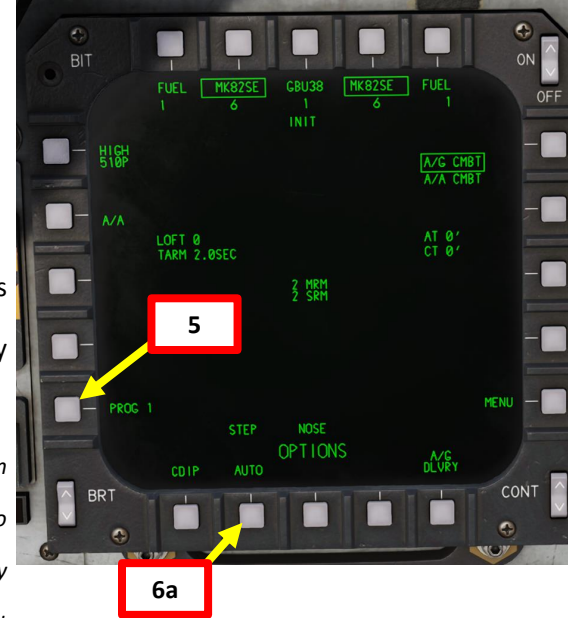 BIT
ON
OFF
FUEL MK82SE GBU38 MK82SE FUEL
1 6 1 6 1
INIT
HIGH
510P
A/G CMBT
A/A CMBT
A/A
LOFT 0
TARM 2.0SEC
AT 0'
CT 0'
2 MRM
2 SRM
s
5
y
PROG 1
MENU
STEP NOSE
OPTIONS
CDIP AUTO
A/G
DLVRY
n
BRT
CONT
o
y
6a